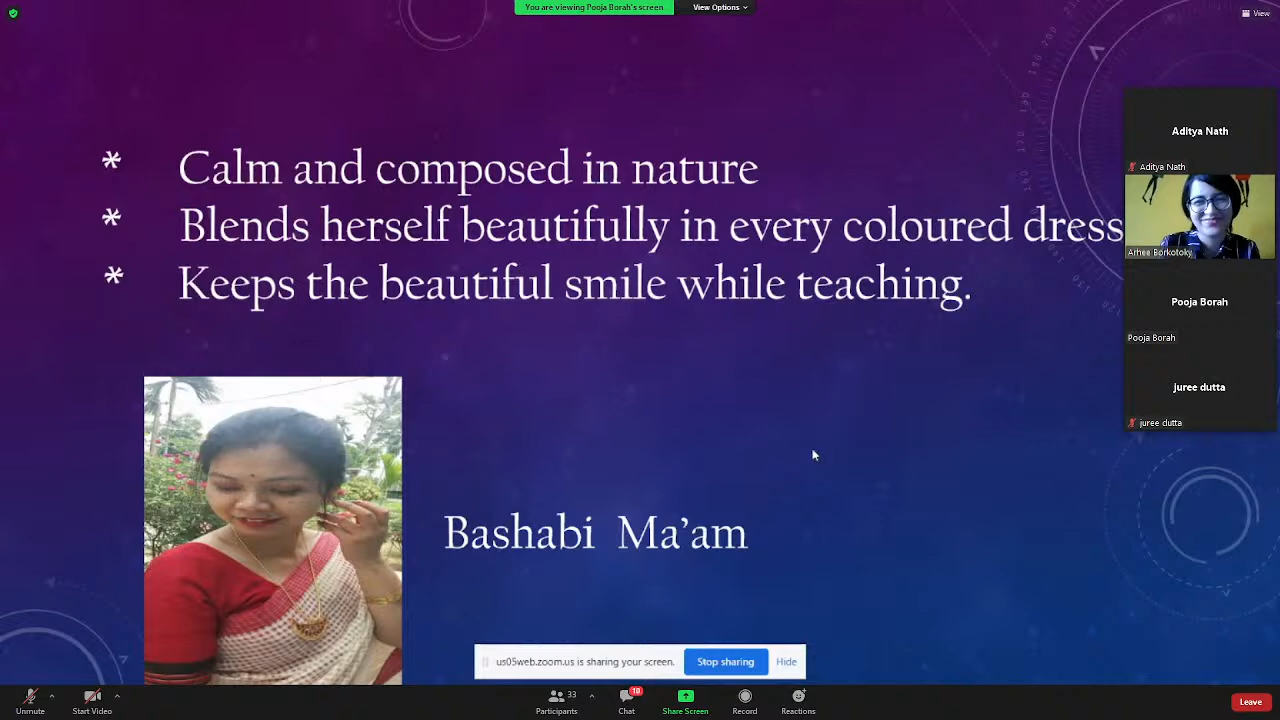 You are viewing Pooja Borah's screen
View Options
View
* Calm and composed in nature
* Blends herself beautifully in every coloured dress
* Keeps the beautiful smile while teaching.
Bashabi Ma'am
Aditya Nath
Aditya Nath
Arhee Borkotoky
Pooja Borah
Pooja Borah
juree dutta
juree dutta
us05web.zoom.us is sharing your screen.
Stop sharing
Hide
Unmute
Start Video
33
Participants
18
Chat
Share Screen
Record
Reactions
Leave